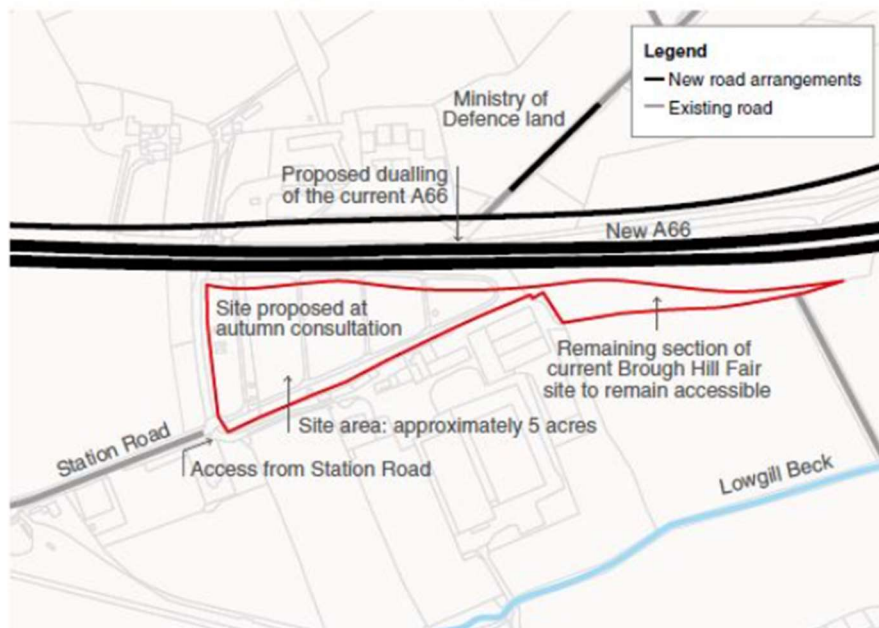 Legend
New road arrangements
Existing road
Ministry of
Defence land
Proposed dualling
of the current A66
New A66
Site proposed at
autumn consultation
Remaining section of
current Brough Hill Fair
site to remain accessible
Site area: approximately 5 acres
Station Road
Access from Station Road
Lowgill Beck